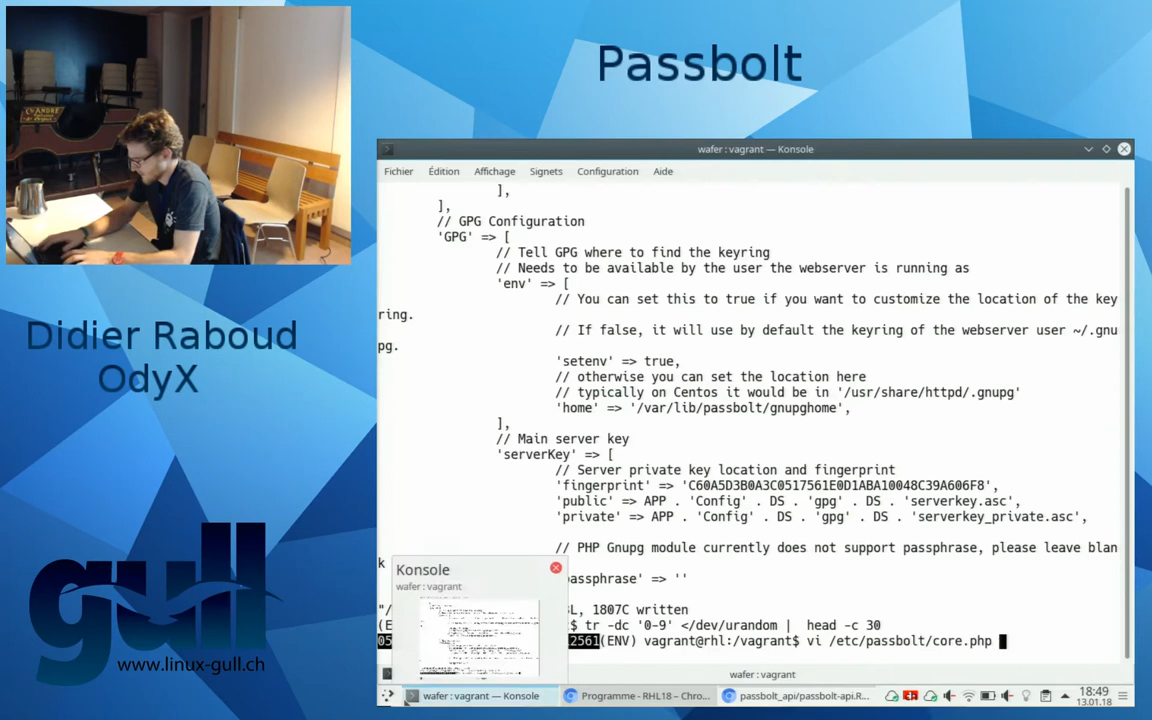 Passbolt
ANDRÉ
Didier Raboud
OdyX
gull
www.linux-gull.ch
wafer : vagrant — Konsole
Fichier Édition Affichage Signets Configuration Aide
],
],
// GPG Configuration
'GPG' => [
// Tell GPG where to find the keyring
// Needs to be available by the user the webserver is running as
'env' => [
// You can set this to true if you want to customize the location of the key
ring.
// If false, it will use by default the keyring of the webserver user ~/.gnu
pg.
'setenv' => true,
// otherwise you can set the location here
// typically on Centos it would be in '/usr/share/httpd/.gnupg'
'home' => '/var/lib/passbolt/gnupghome',
],
// Main server key
'serverKey' => [
// Server private key location and fingerprint
'fingerprint' => 'C60A5D3B0A3C0517561E0D1ABA10048C39A606F8',
'public' => APP . 'Config' . DS . 'gpg' . DS . 'serverkey.asc',
'private' => APP . 'Config' . DS . 'gpg' . DS . 'serverkey_private.asc',
// PHP Gnupg module currently does not support passphrase, please leave blan
k
passphrase' => ''
"/ L, 1807C written
(E $ tr -dc '0-9' </dev/urandom | head -c 30
05 2561(ENV) vagrant@rhl:/vagrant$ vi /etc/passbolt/core.php
Konsole
wafer : vagrant
wafer : vagrant
wafer : vagrant — Konsole
Programme - RHL18 – Chro...
passbolt_api/passbolt-api.R...
18:49
13.01.18